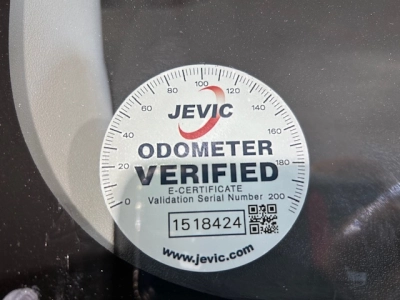 0 20 40 60 80 100 120 140 160 180 200
JEVIC
ODOMETER
VERIFIED
E-CERTIFICATE
Validation Serial Number
1518424
www.jevic.com